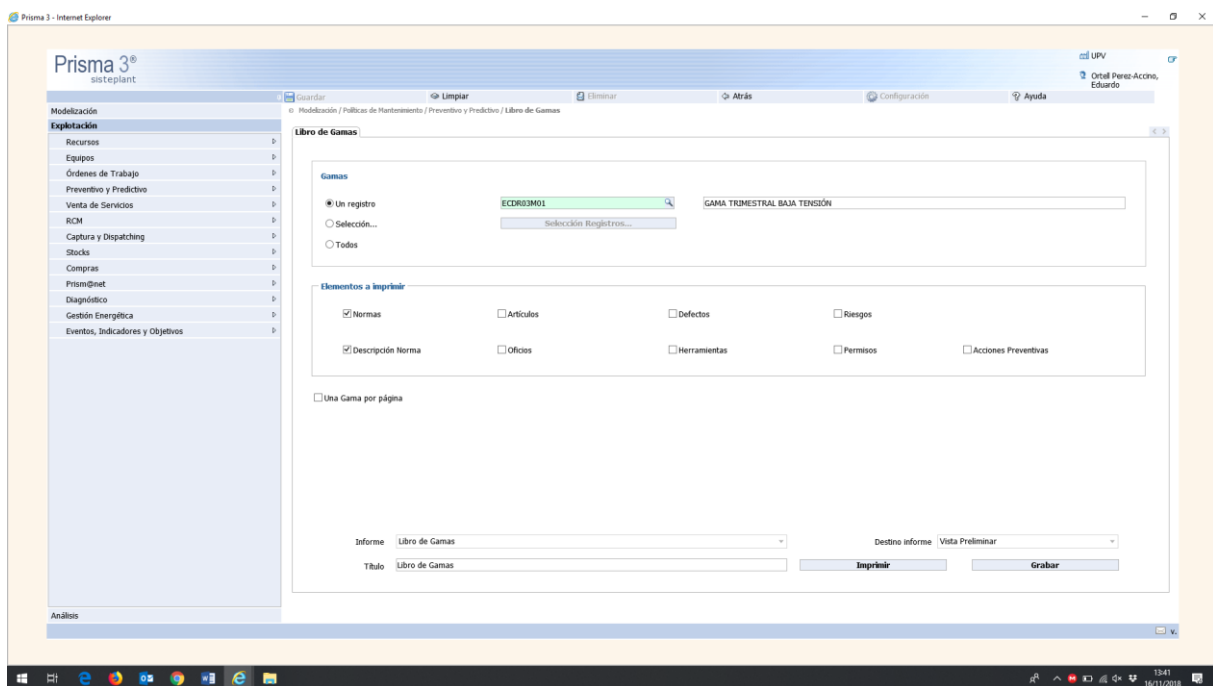 Prisma 3 - Internet Explorer
Prisma 3®
sisteplant
UPV
Ortell Perez-Accino,
Eduardo
Guardar Limpiar Eliminar Atrás Configuración Ayuda
Modelización / Políticas de Mantenimiento / Preventivo y Predictivo / Libro de Gamas
Modelización
Explotación
Recursos
Equipos
Órdenes de Trabajo
Preventivo y Predictivo
Venta de Servicios
RCM
Captura y Dispatching
Stocks
Compras
Prism@net
Diagnóstico
Gestión Energética
Eventos, Indicadores y Objetivos
Análisis
Libro de Gamas
Gamas
Un registro ECDR03M01 GAMA TRIMESTRAL BAJA TENSIÓN
Selección... Selección Registros...
Todos
Elementos a imprimir
Normas Artículos Defectos Riesgos
Descripción Norma Oficios Herramientas Permisos Acciones Preventivas
Una Gama por página
Informe Libro de Gamas Destino informe Vista Preliminar
Título Libro de Gamas Imprimir Grabar
v.
13:41
16/11/2018